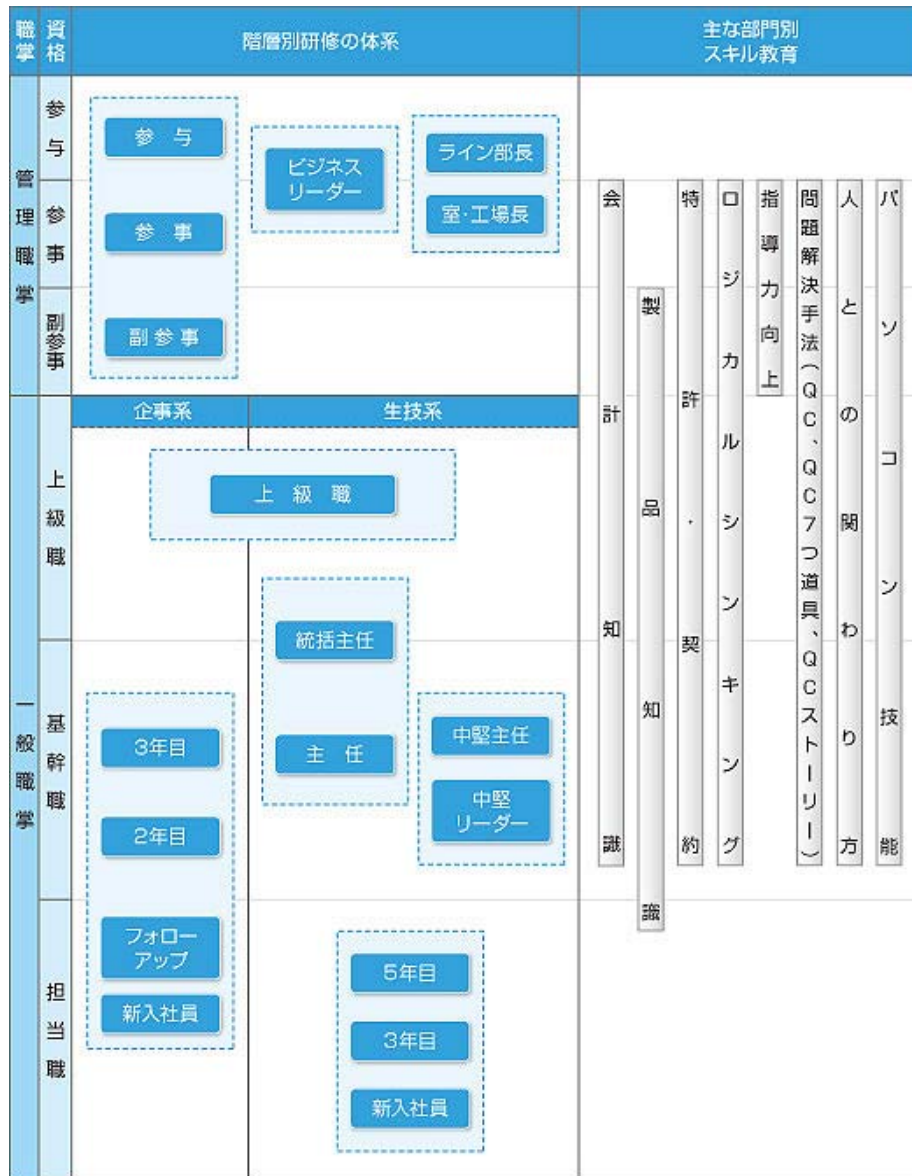 職掌
資格
階層別研修の体系
主な部門別
スキル教育
管理職掌
参与
参事
副参事
参与
参事
副参事
ビジネス
リーダー
ライン部長
室・工場長
一般職掌
上級職
基幹職
担当職
企事系
生技系
上級職
統括主任
主任
中堅主任
中堅
リーダー
3年目
2年目
フォロー
アップ
新入社員
5年目
3年目
新入社員
会計知識
製品知識
特許・契約
ロジカルシンキング
指導力向上
問題解決手法(QC、QC7つ道具、QCストーリー)
人との関わり方
パソコン技能